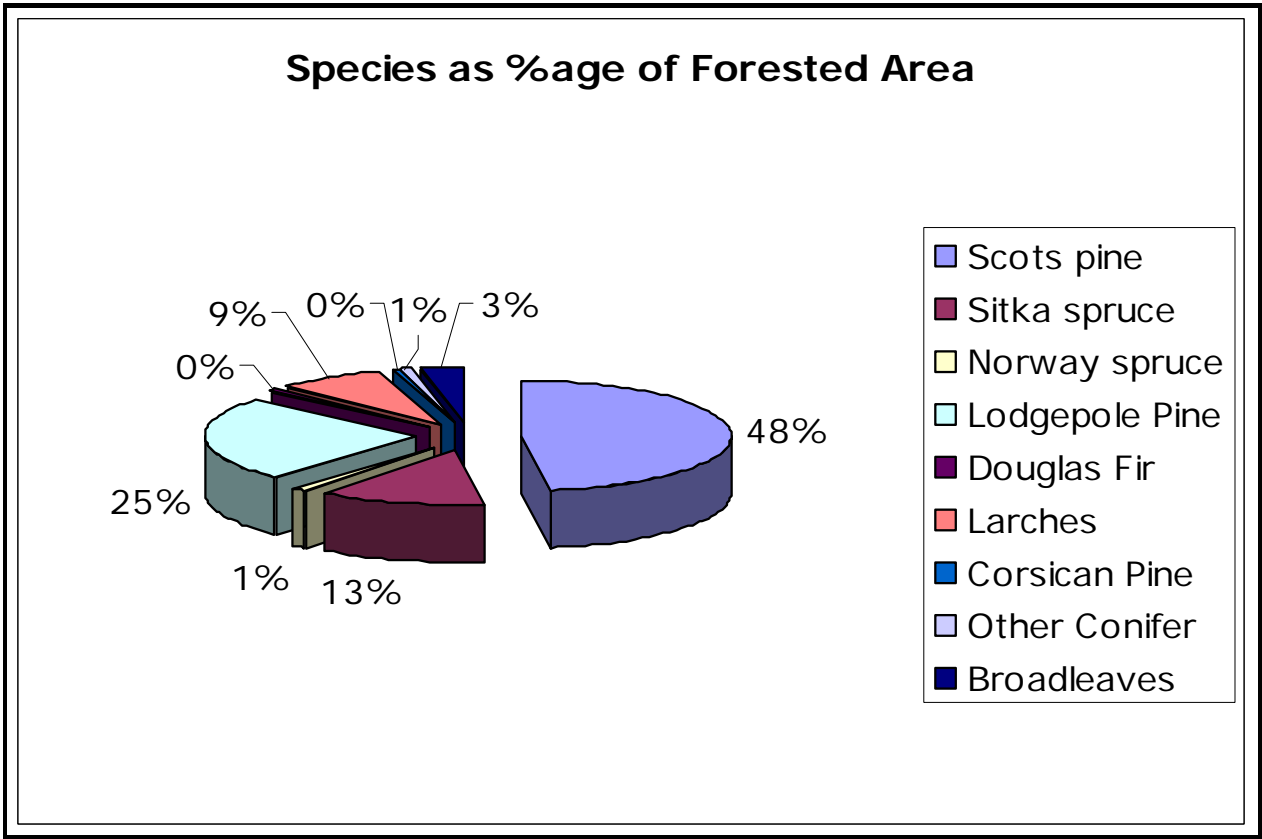 Species as %age of Forested Area
0%
1%
3%
9%
0%
48%
25%
1%
13%
Scots pine
Sitka spruce
Norway spruce
Lodgepole Pine
Douglas Fir
Larches
Corsican Pine
Other Conifer
Broadleaves